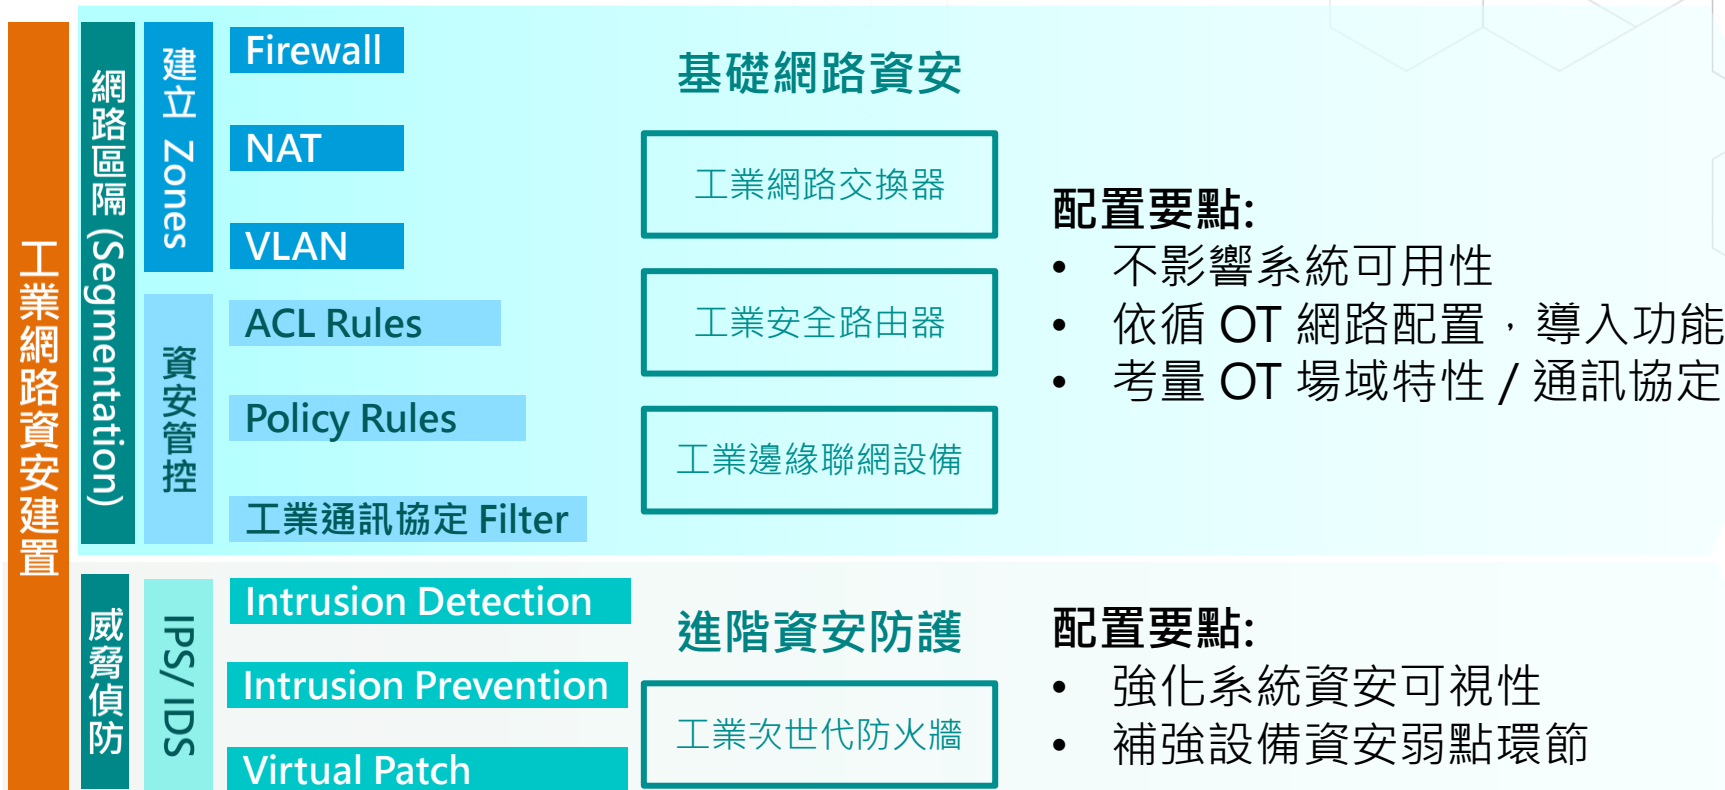 工業網路資安建置
網路區隔 (Segmentation)
建立 Zones
Firewall
NAT
VLAN
資安管控
ACL Rules
Policy Rules
工業通訊協定 Filter
基礎網路資安
工業網路交換器
工業安全路由器
工業邊緣聯網設備
配置要點:
• 不影響系統可用性
• 依循 OT 網路配置，導入功能
• 考量 OT 場域特性 / 通訊協定
威脅偵防
IPS/ IDS
Intrusion Detection
Intrusion Prevention
Virtual Patch
進階資安防護
工業次世代防火牆
配置要點:
• 強化系統資安可視性
• 補強設備資安弱點環節